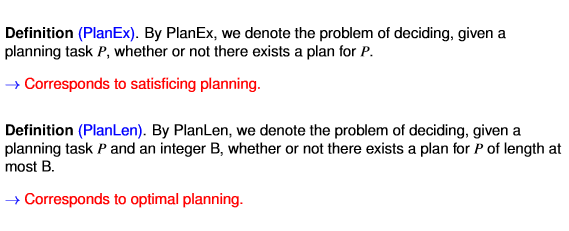 Definition (PlanEx). By PlanEx, we denote the problem of deciding, given a
planning task P, whether or not there exists a plan for P.
→ Corresponds to satisficing planning.
Definition (PlanLen). By PlanLen, we denote the problem of deciding, given a
planning task P and an integer B, whether or not there exists a plan for P of length at
most B.
→ Corresponds to optimal planning.